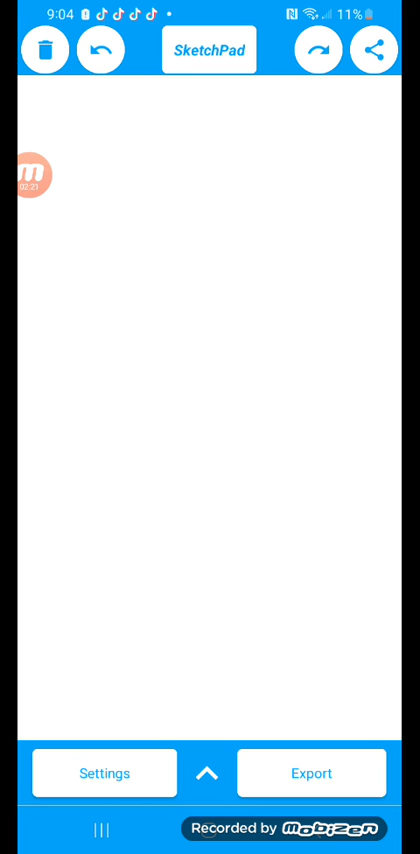 9:04
11%
SketchPad
02:21
Settings
Export
Recorded by mobizen